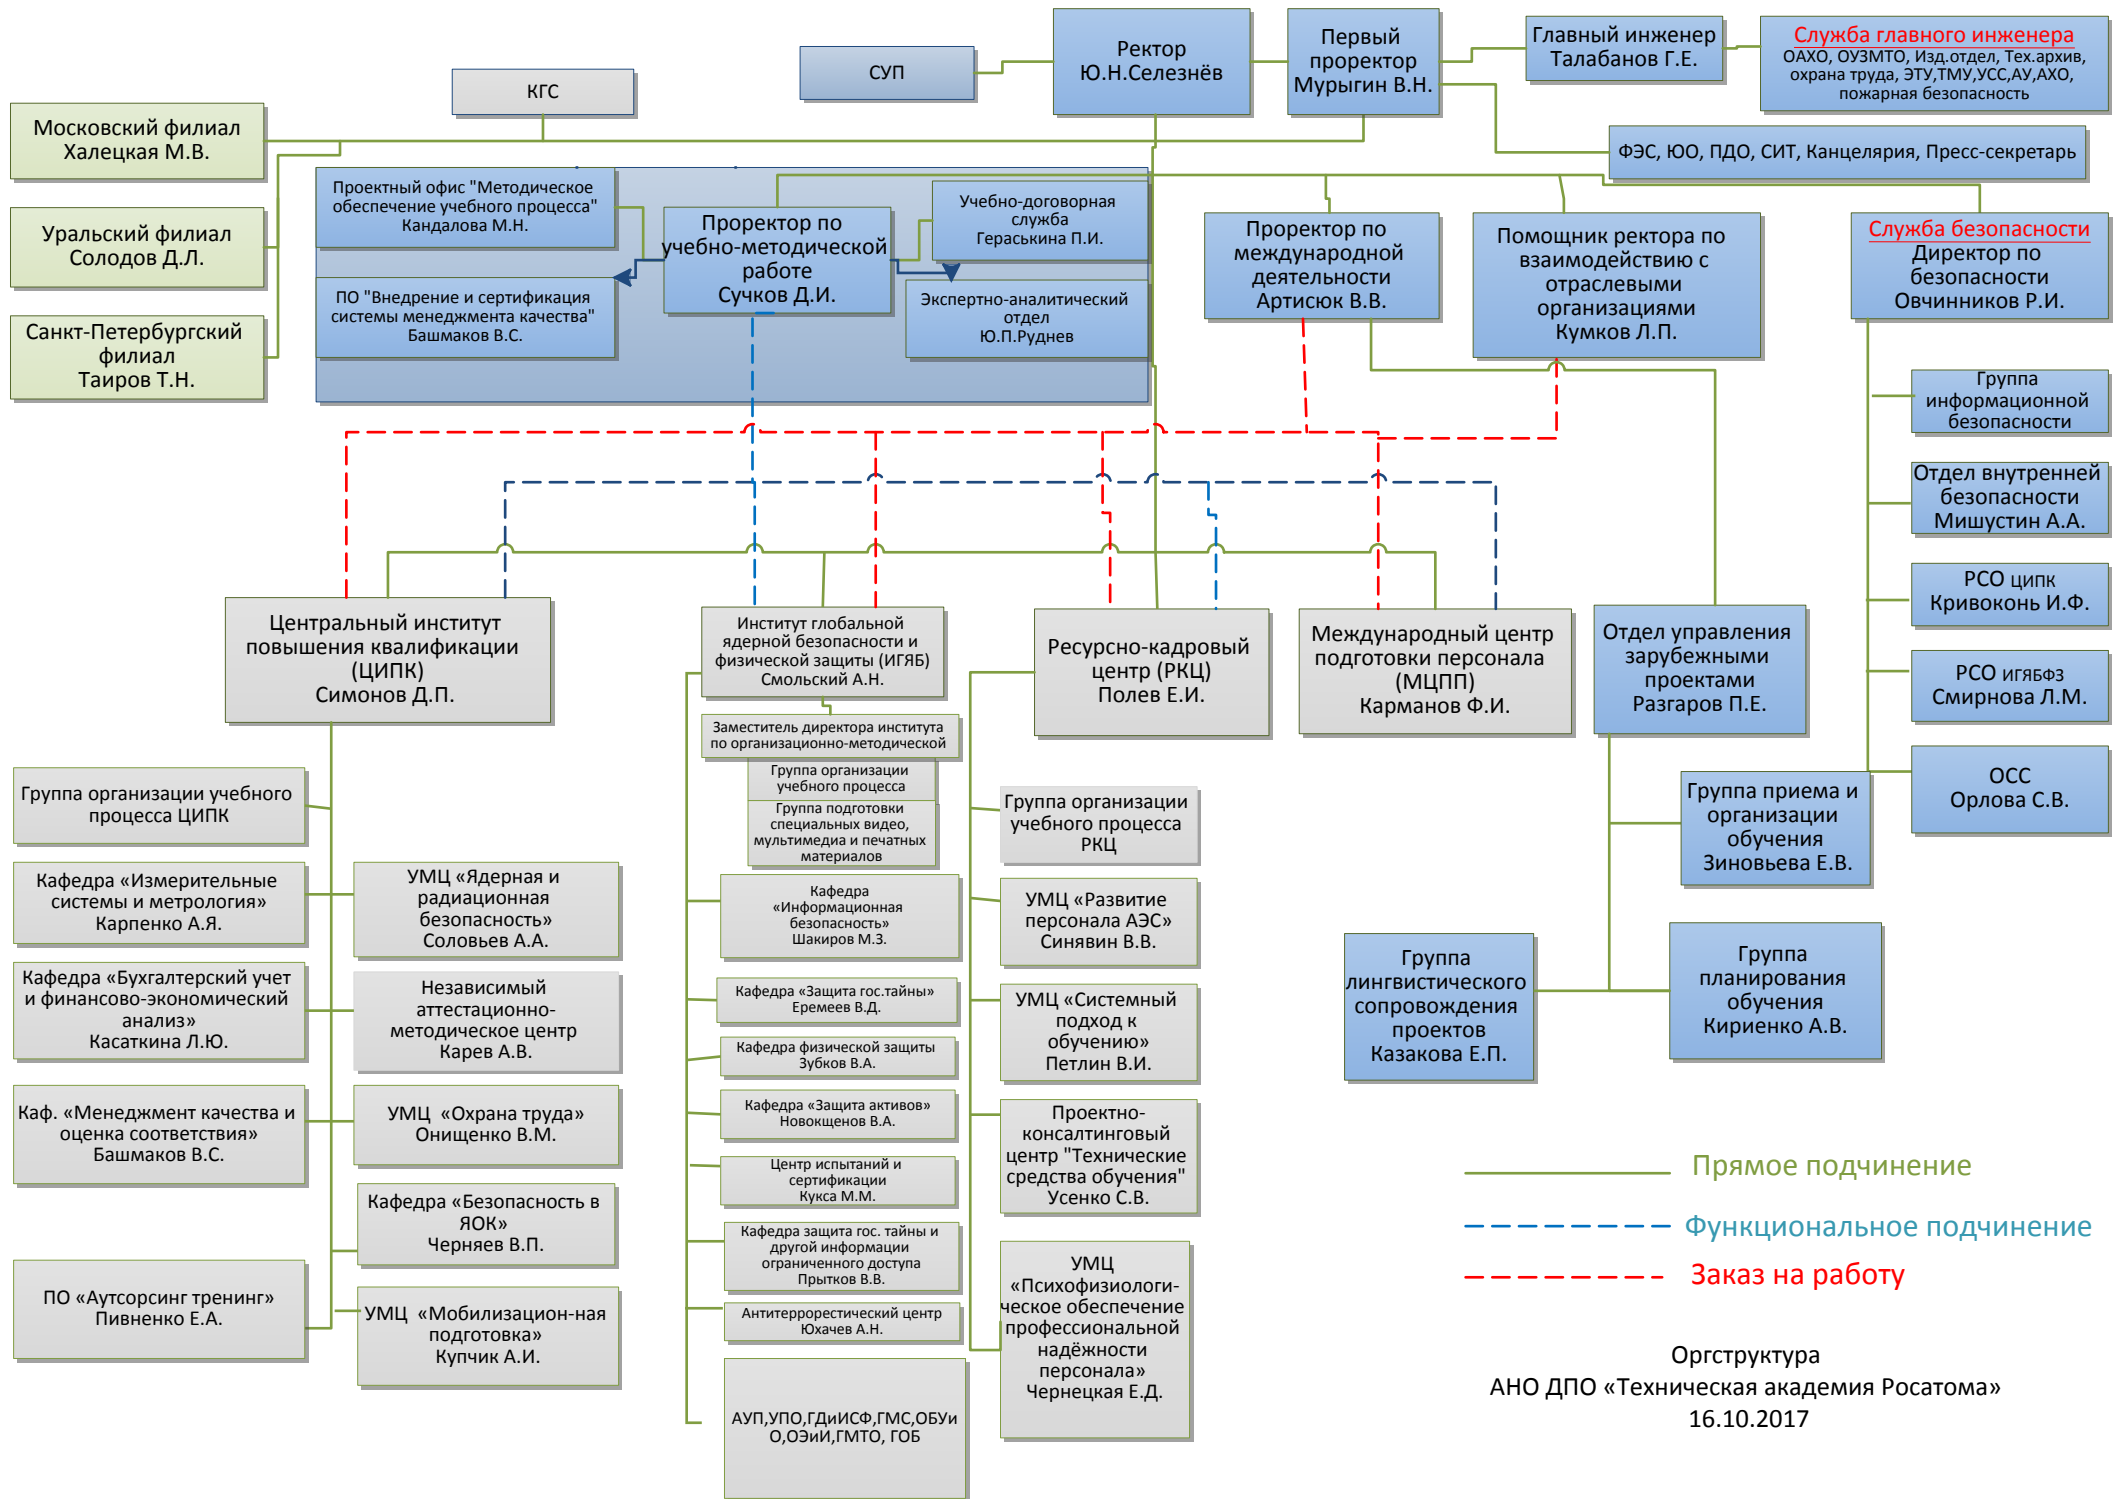 Ректор
Ю.Н.Селезнёв
Первый
проректор
Мурыгин В.Н.
Главный инженер
Талабанов Г.Е.
Служба главного инженера
ОАХО, ОУЗМТО, Изд.отдел, Тех.архив,
охрана труда, ЭТУ,ТМУ,УСС,АУ,АХО,
пожарная безопасность
СУП
КГС
ФЭС, ЮО, ПДО, СИТ, Канцелярия, Пресс-секретарь
Московский филиал
Халецкая М.В.
Уральский филиал
Солодов Д.Л.
Санкт-Петербургский
филиал
Таиров Т.Н.
Проектный офис "Методическое
обеспечение учебного процесса"
Кандалова М.Н.
ПО "Внедрение и сертификация
системы менеджмента качества"
Башмаков В.С.
Проректор по
учебно-методической
работе
Сучков Д.И.
Учебно-договорная
служба
Гераськина П.И.
Экспертно-аналитический
отдел
Ю.П.Руднев
Проректор по
международной
деятельности
Артисюк В.В.
Помощник ректора по
взаимодействию с
отраслевыми
организациями
Кумков Л.П.
Служба безопасности
Директор по
безопасности
Овчинников Р.И.
Группа
информационной
безопасности
Отдел внутренней
безопасности
Мишустин А.А.
РСО ЦИПК
Кривоконь И.Ф.
РСО ИГЯБФЗ
Смирнова Л.М.
ОСС
Орлова С.В.
Центральный институт
повышения квалификации
(ЦИПК)
Симонов Д.П.
Институт глобальной
ядерной безопасности и
физической защиты (ИГЯБ)
Смольский А.Н.
Ресурсно-кадровый
центр (РКЦ)
Полев Е.И.
Международный центр
подготовки персонала
(МЦПП)
Карманов Ф.И.
Отдел управления
зарубежными
проектами
Разгаров П.Е.
Группа организации учебного
процесса ЦИПК
Кафедра «Измерительные
системы и метрология»
Карпенко А.Я.
Кафедра «Бухгалтерский учет
и финансово-экономический
анализ»
Касаткина Л.Ю.
Каф. «Менеджмент качества и
оценка соответствия»
Башмаков В.С.
ПО «Аутсорсинг тренинг»
Пивненко Е.А.
УМЦ «Ядерная и
радиационная
безопасность»
Соловьев А.А.
Независимый
аттестационно-
методическое центр
Карев А.В.
УМЦ «Охрана труда»
Онищенко В.М.
Кафедра «Безопасность в
ЯОК»
Черняев В.П.
УМЦ «Мобилизацион-ная
подготовка»
Купчик А.И.
Заместитель директора института
по организационно-методической
Группа организации
учебного процесса
Группа подготовки
специальных видео,
мультимедиа и печатных
материалов
Кафедра
«Информационная
безопасность»
Шакиров М.З.
Кафедра «Защита гос.тайны»
Еремеев В.Д.
Кафедра физической защиты
Зубков В.А.
Кафедра «Защита активов»
Новокщенов В.А.
Центр испытаний и
сертификации
Кукса М.М.
Кафедра защита гос. тайны и
другой информации
ограниченного доступа
Прытков В.В.
Антитеррорестический центр
Юхачев А.Н.
АУП,УПО,ГДиИСФ,ГМС,ОБУи
О,ОЭиИ,ГМТО, ГОБ
Группа организации
учебного процесса
РКЦ
УМЦ «Развитие
персонала АЭС»
Синявин В.В.
УМЦ «Системный
подход к
обучению»
Петлин В.И.
Проектно-
консалтинговый
центр "Технические
средства обучения"
Усенко С.В.
УМЦ
«Психофизиологи-
ческое обеспечение
профессиональной
надёжности
персонала»
Чернецкая Е.Д.
Группа приема и
организации
обучения
Зиновьева Е.В.
Группа
лингвистического
сопровождения
проектов
Казакова Е.П.
Группа
планирования
обучения
Кириенко А.В.
Прямое подчинение
Функциональное подчинение
Заказ на работу
Оргструктура
АНО ДПО «Техническая академия Росатома»
16.10.2017